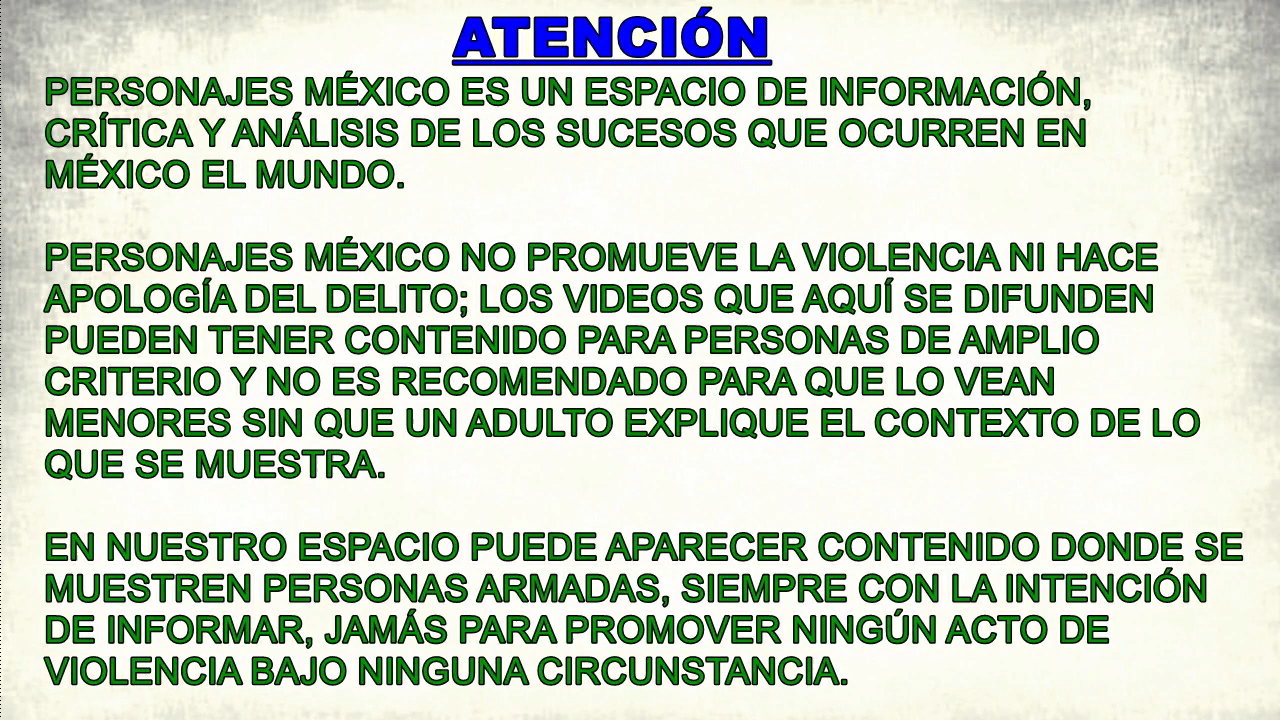 ATENCIÓN
PERSONAJES MÉXICO ES UN ESPACIO DE INFORMACIÓN,
CRÍTICA Y ANÁLISIS DE LOS SUCESOS QUE OCURREN EN
MÉXICO EL MUNDO.
PERSONAJES MÉXICO NO PROMUEVE LA VIOLENCIA NI HACE
APOLOGÍA DEL DELITO; LOS VIDEOS QUE AQUÍ SE DIFUNDEN
PUEDEN TENER CONTENIDO PARA PERSONAS DE AMPLIO
CRITERIO Y NO ES RECOMENDADO PARA QUE LO VEAN
MENORES SIN QUE UN ADULTO EXPLIQUE EL CONTEXTO DE LO
QUE SE MUESTRA.
EN NUESTRO ESPACIO PUEDE APARECER CONTENIDO DONDE SE
MUESTREN PERSONAS ARMADAS, SIEMPRE CON LA INTENCIÓN
DE INFORMAR, JAMÁS PARA PROMOVER NINGÚN ACTO DE
VIOLENCIA BAJO NINGUNA CIRCUNSTANCIA.